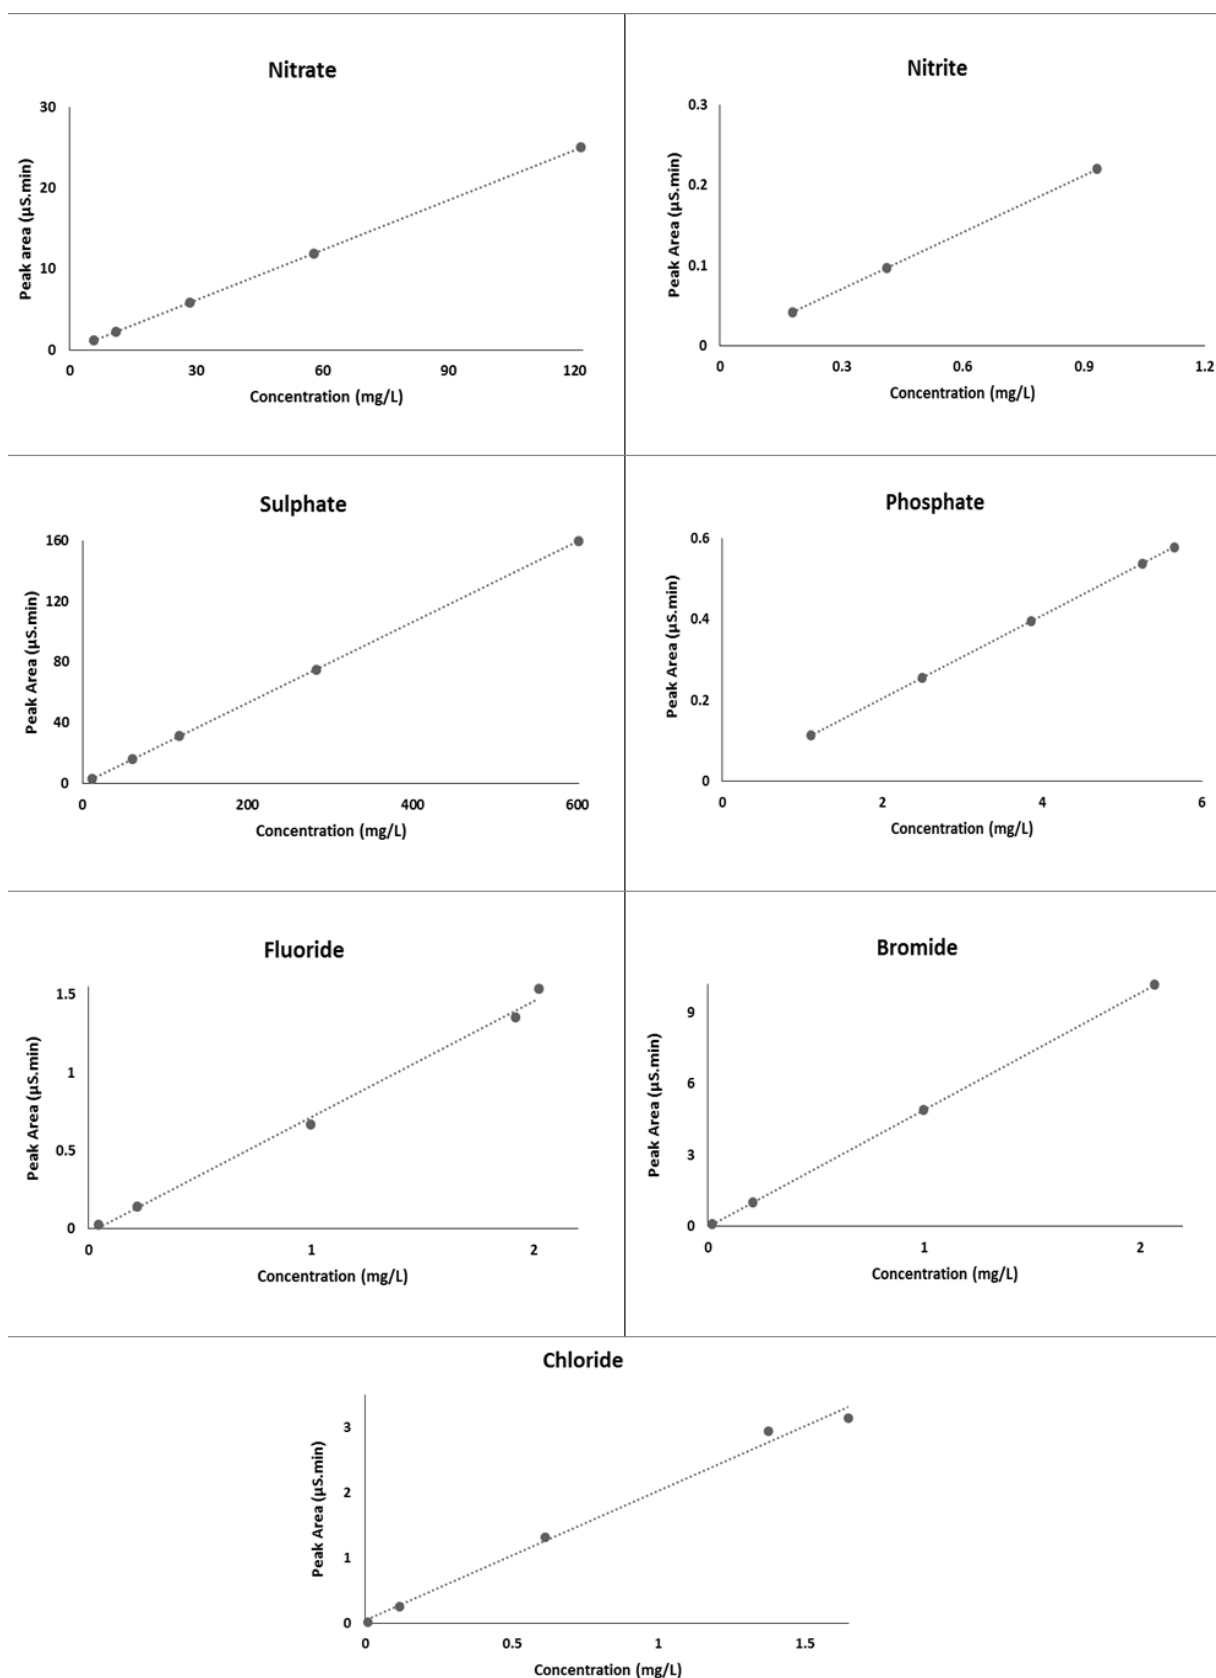 Nitrate
30
20
10
0
Peak area (µS.min)
0 30 60 90 120
Concentration (mg/L)
Nitrite
0.3
0.2
0.1
0
Peak Area (µS.min)
0 0.3 0.6 0.9 1.2
Concentration (mg/L)
Sulphate
160
120
80
40
0
Peak Area (µS.min)
0 200 400 600
Concentration (mg/L)
Phosphate
0.6
0.4
0.2
0
Peak Area (µS.min)
0 2 4 6
Concentration (mg/L)
Fluoride
1.5
1
0.5
0
Peak Area (µS.min)
0 1 2
Concentration (mg/L)
Bromide
9
6
3
0
Peak Area (µS.min)
0 1 2
Concentration (mg/L)
Chloride
3
2
1
0
Peak Area (µS.min)
0 0.5 1 1.5
Concentration (mg/L)